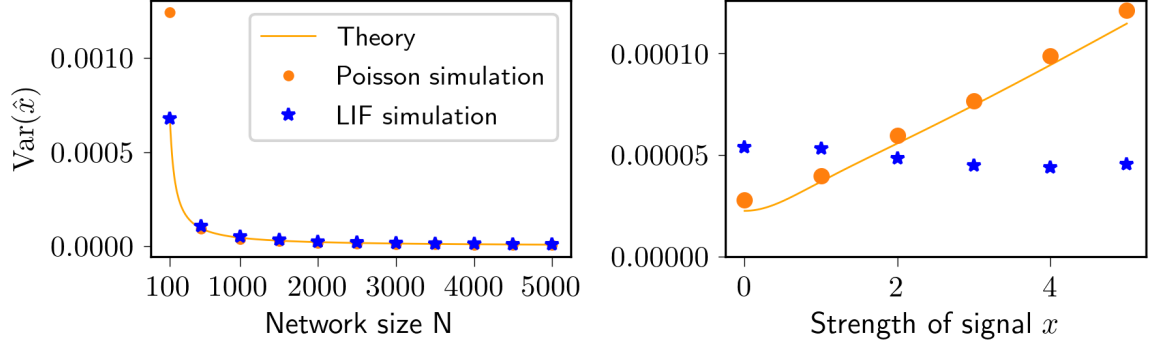 Var(x̂)
0.0010
0.0005
0.0000
Theory
Poisson simulation
LIF simulation
100 1000 2000 3000 4000 5000
Network size N
0.00010
0.00005
0.00000
0 2 4
Strength of signal x